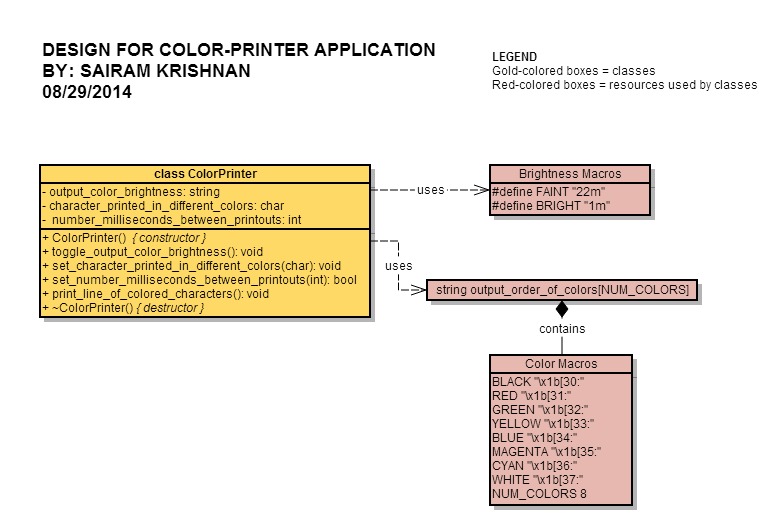 DESIGN FOR COLOR-PRINTER APPLICATION
BY: SAIRAM KRISHNAN
08/29/2014
LEGEND
Gold-colored boxes = classes
Red-colored boxes = resources used by classes
class ColorPrinter
- output_color_brightness: string
- character_printed_in_different_colors: char
- number_milliseconds_between_printouts: int
+ ColorPrinter() { constructor }
+ toggle_output_color_brightness(): void
+ set_character_printed_in_different_colors(char): void
+ set_number_milliseconds_between_printouts(int): bool
+ print_line_of_colored_characters(): void
+ ~ColorPrinter() { destructor }
uses
Brightness Macros
#define FAINT "22m"
#define BRIGHT "1m"
uses
string output_order_of_colors[NUM_COLORS]
contains
Color Macros
BLACK "\x1b[30:"
RED "\x1b[31:"
GREEN "\x1b[32:"
YELLOW "\x1b[33:"
BLUE "\x1b[34:"
MAGENTA "\x1b[35:"
CYAN "\x1b[36:"
WHITE "\x1b[37:"
NUM_COLORS 8